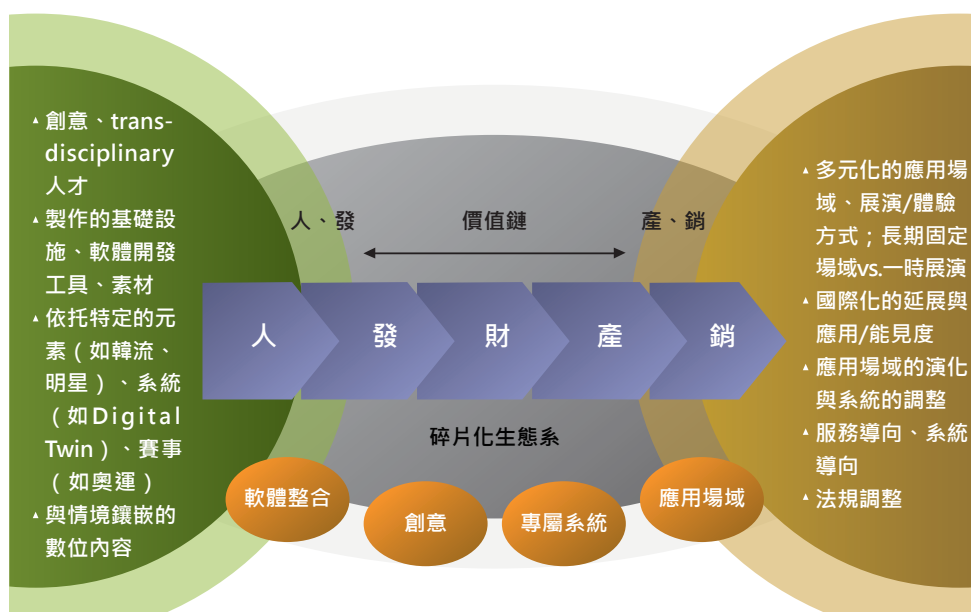 ▴創意、trans-
disciplinary
人才
▴製作的基礎設
施、軟體開發
工具、素材
▴依托特定的元
素（如韓流、
明星）、系統
（如Digital
Twin）、賽事
（如奧運）
▴與情境鑲嵌的
數位內容
人、發
價值鏈
產、銷
人
發
財
產
銷
碎片化生態系
軟體整合
創意
專屬系統
應用場域
▴多元化的應用場
域、展演/體驗
方式；長期固定
場域vs.一時展演
▴國際化的延展與
應用/能見度
▴應用場域的演化
與系統的調整
▴服務導向、系統
導向
▴法規調整